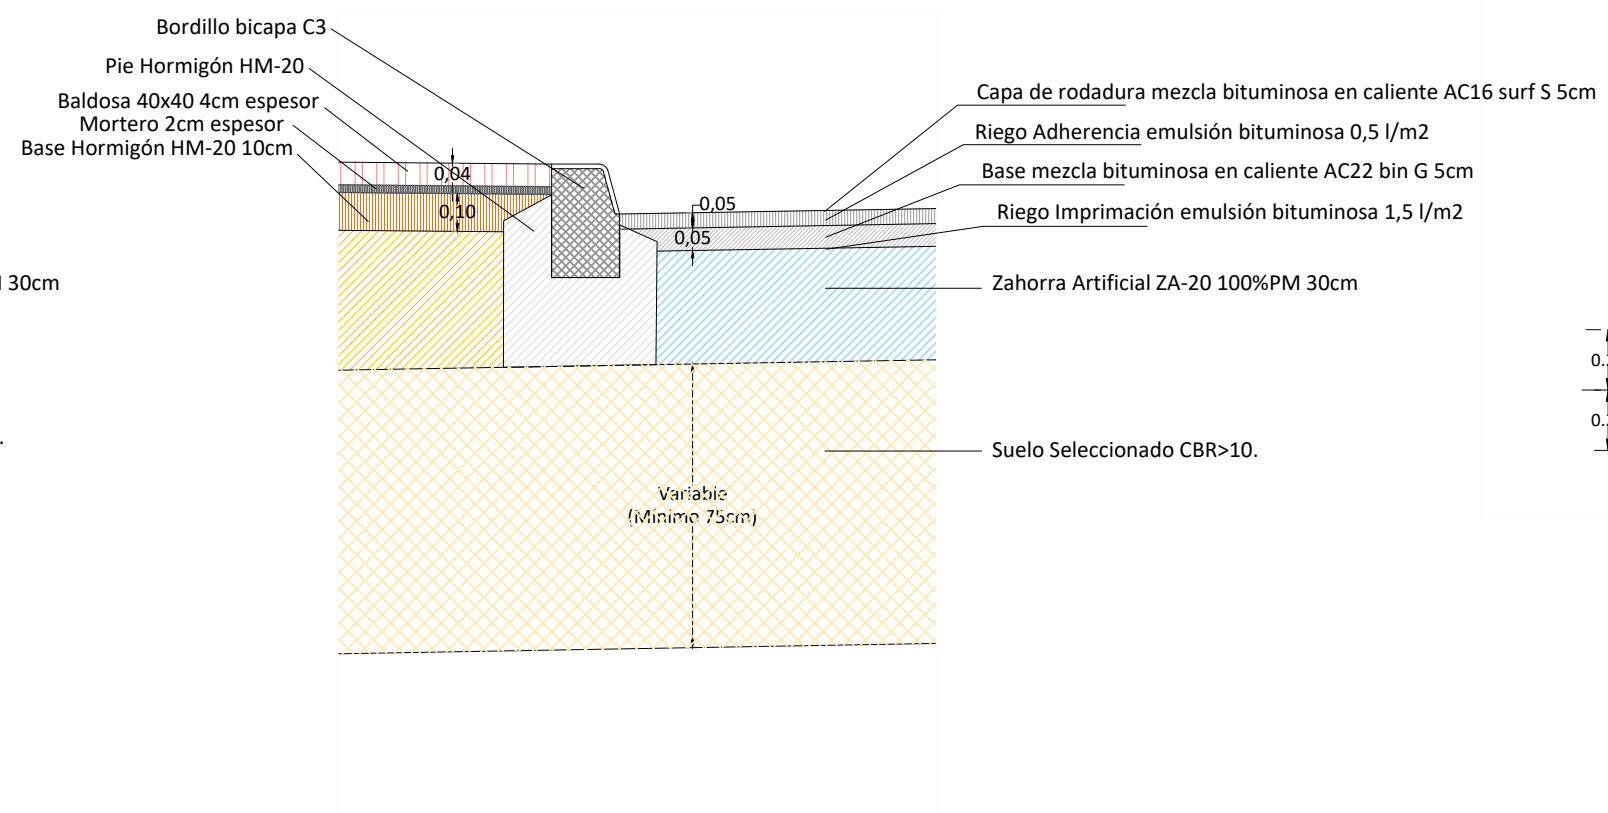 Bordillo bicapa C3
Pie Hormigón HM-20
Baldosa 40x40 4cm espesor
Mortero 2cm espesor
Base Hormigón HM-20 10cm
Capa de rodadura mezcla bituminosa en caliente AC16 surf S 5cm
Riego Adherencia emulsión bituminosa 0,5 l/m2
Base mezcla bituminosa en caliente AC22 bin G 5cm
Riego Imprimación emulsión bituminosa 1,5 l/m2
0,04
0,10
0,05
0,05
30cm
Zahorra Artificial ZA-20 100%PM 30cm
Suelo Seleccionado CBR>10.
Variable
(Mínimo 75cm)